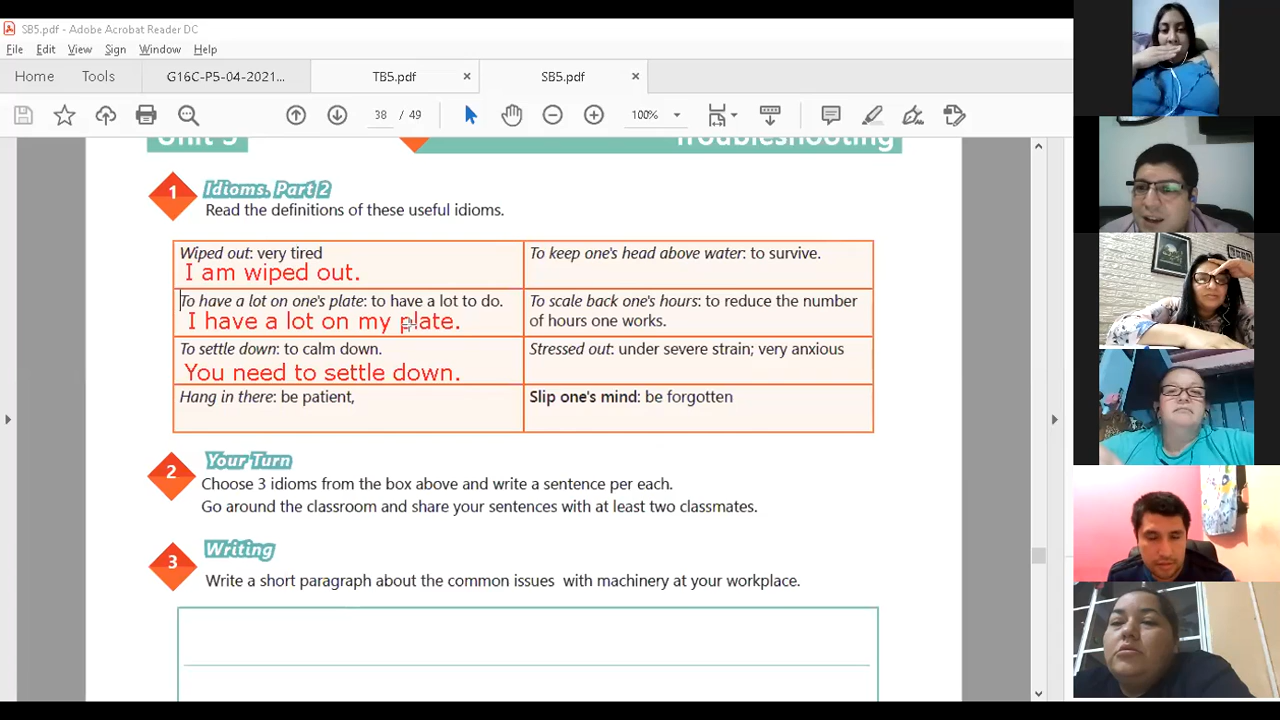 SB5.pdf - Adobe Acrobat Reader DC
File Edit View Sign Window Help
Home Tools G16C-P5-04-2021... TB5.pdf × SB5.pdf ×
38 / 49 100%
Unit 5 Troubleshooting
1 Idioms. Part 2
Read the definitions of these useful idioms.
Wiped out: very tired
I am wiped out.
To keep one's head above water: to survive.
To have a lot on one's plate: to have a lot to do.
I have a lot on my plate.
To scale back one's hours: to reduce the number
of hours one works.
To settle down: to calm down.
You need to settle down.
Stressed out: under severe strain; very anxious
Hang in there: be patient,
Slip one's mind: be forgotten
2 Your Turn
Choose 3 idioms from the box above and write a sentence per each.
Go around the classroom and share your sentences with at least two classmates.
3 Writing
Write a short paragraph about the common issues with machinery at your workplace.